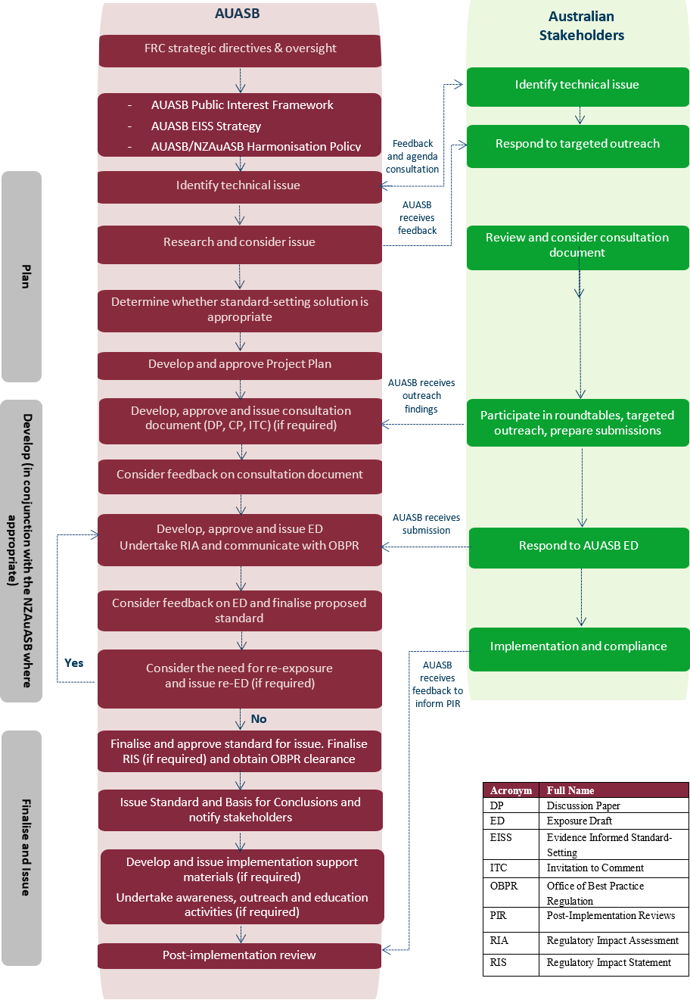 AUASB
FRC strategic directives & oversight
- AUASB Public Interest Framework
- AUASB EISS Strategy
- AUASB/NZAuASB Harmonisation Policy
Plan
Identify technical issue
Research and consider issue
Determine whether standard-setting solution is
appropriate
Develop and approve Project Plan
Develop (in conjunction with the NZAuASB where
appropriate)
Develop, approve and issue consultation
document (DP, CP, ITC) (if required)
Consider feedback on consultation document
Develop, approve and issue ED
Undertake RIA and communicate with OBPR
Consider feedback on ED and finalise proposed
standard
Yes
Consider the need for re-exposure
and issue re-ED (if required)
No
Finalise and Issue
Finalise and approve standard for issue. Finalise
RIS (if required) and obtain OBPR clearance
Issue Standard and Basis for Conclusions and
notify stakeholders
Develop and issue implementation support
materials (if required)
Undertake awareness, outreach and education
activities (if required)
Post-implementation review
Feedback
and agenda
consultation
AUASB
receives
feedback
AUASB receives
outreach
findings
AUASB receives
submission
AUASB
receives
feedback to
inform PIR
Australian
Stakeholders
Identify technical issue
Respond to targeted outreach
Review and consider consultation
document
Participate in roundtables, targeted
outreach, prepare submissions
Respond to AUASB ED
Implementation and compliance
Acronym Full Name
DP Discussion Paper
ED Exposure Draft
EISS Evidence Informed Standard-
Setting
ITC Invitation to Comment
OBPR Office of Best Practice
Regulation
PIR Post-Implementation Reviews
RIA Regulatory Impact Assessment
RIS Regulatory Impact Statement